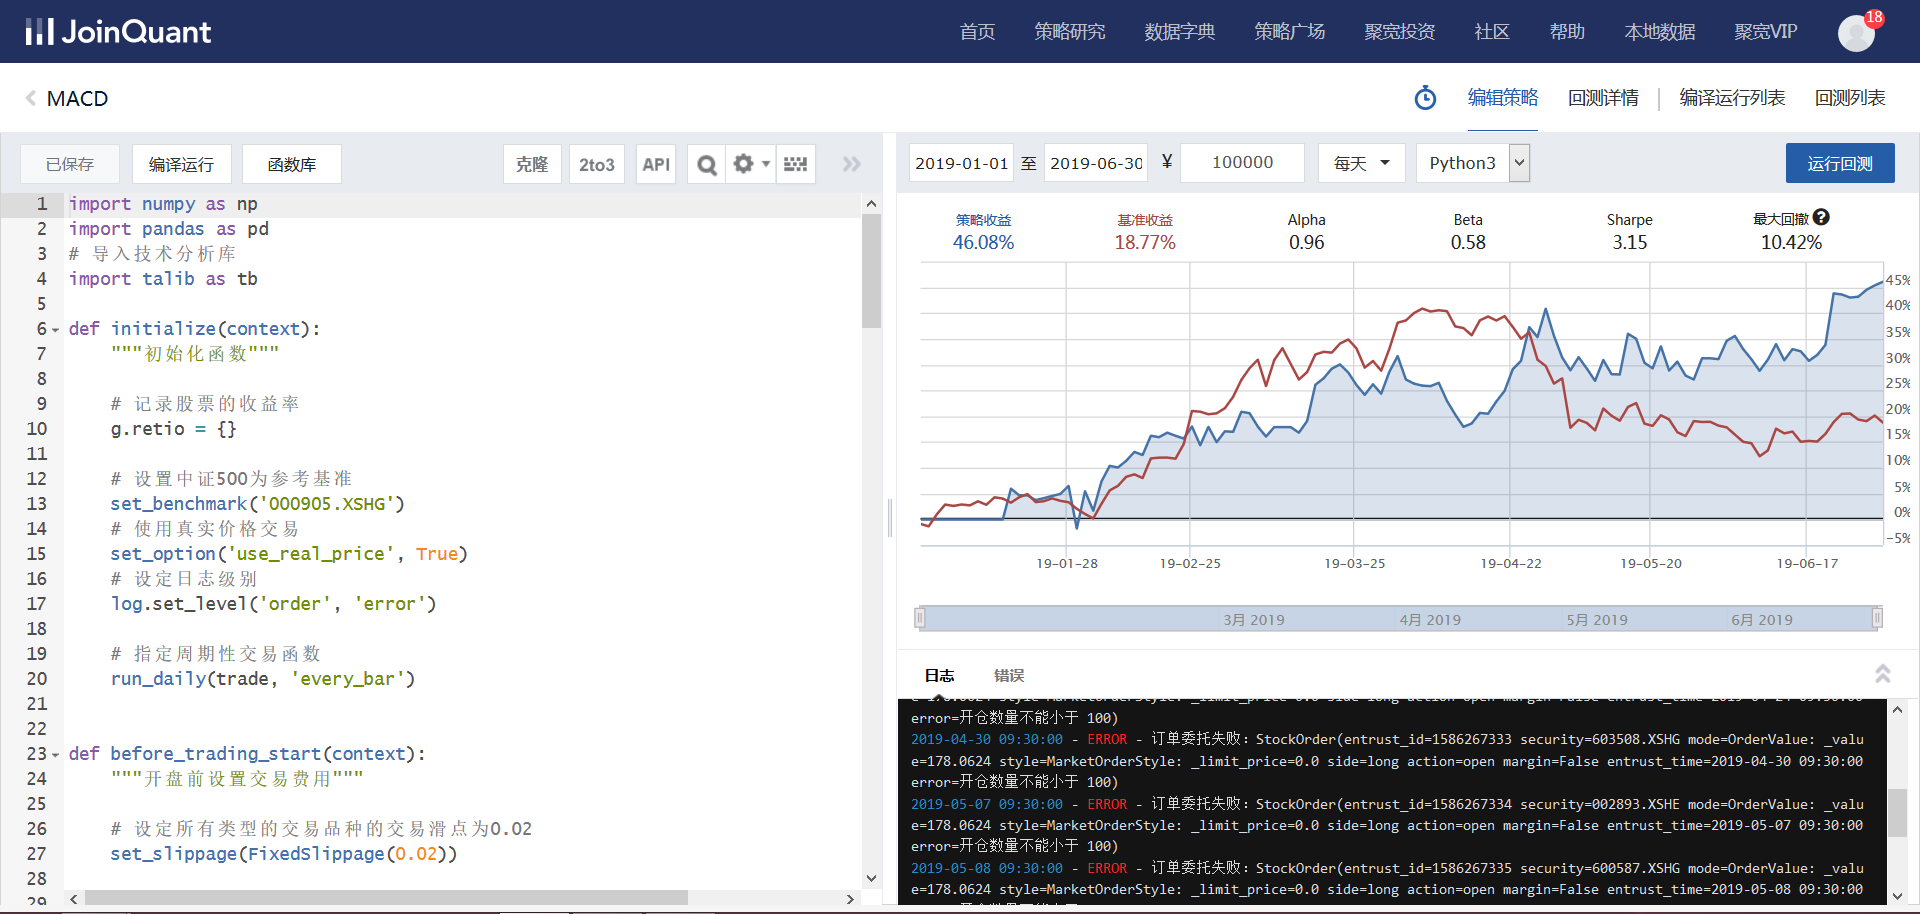 JoinQuant
首页 策略研究 数据字典 策略广场 聚宽投资 社区 帮助 本地数据 聚宽VIP 18
MACD
编辑策略 回测详情 编译运行列表 回测列表
已保存 编译运行 函数库 克隆 2to3 API
2019-01-01 至 2019-06-30 ¥ 100000 每天 Python3 运行回测
1 import numpy as np
2 import pandas as pd
3 # 导入技术分析库
4 import talib as tb
5
6 def initialize(context):
7 """初始化函数"""
8
9 # 记录股票的收益率
10 g.retio = {}
11
12 # 设置中证500为参考基准
13 set_benchmark('000905.XSHG')
14 # 使用真实价格交易
15 set_option('use_real_price', True)
16 # 设定日志级别
17 log.set_level('order', 'error')
18
19 # 指定周期性交易函数
20 run_daily(trade, 'every_bar')
21
22
23 def before_trading_start(context):
24 """开盘前设置交易费用"""
25
26 # 设定所有类型的交易品种的交易滑点为0.02
27 set_slippage(FixedSlippage(0.02))
28
29
策略收益 基准收益 Alpha Beta Sharpe 最大回撤
46.08% 18.77% 0.96 0.58 3.15 10.42%
45%
40%
35%
30%
25%
20%
15%
10%
5%
0%
-5%
19-01-28 19-02-25 19-03-25 19-04-22 19-05-20 19-06-17
3月 2019 4月 2019 5月 2019 6月 2019
日志 错误
error=开仓数量不能小于 100)
2019-04-30 09:30:00 - ERROR - 订单委托失败: StockOrder(entrust_id=1586267333 security=603508.XSHG mode=OrderValue: _valu
e=178.0624 style=MarketOrderStyle: _limit_price=0.0 side=long action=open margin=False entrust_time=2019-04-30 09:30:00
error=开仓数量不能小于 100)
2019-05-07 09:30:00 - ERROR - 订单委托失败: StockOrder(entrust_id=1586267334 security=002893.XSHE mode=OrderValue: _valu
e=178.0624 style=MarketOrderStyle: _limit_price=0.0 side=long action=open margin=False entrust_time=2019-05-07 09:30:00
error=开仓数量不能小于 100)
2019-05-08 09:30:00 - ERROR - 订单委托失败: StockOrder(entrust_id=1586267335 security=600587.XSHG mode=OrderValue: _valu
e=178.0624 style=MarketOrderStyle: _limit_price=0.0 side=long action=open margin=False entrust_time=2019-05-08 09:30:00